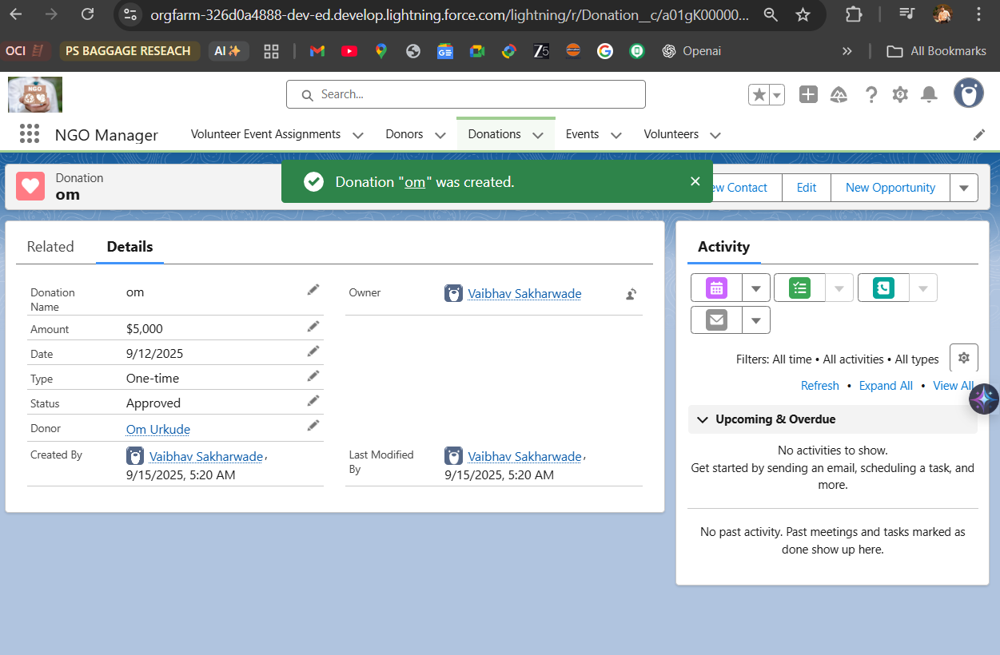 orgfarm-326d0a4888-dev-ed.develop.lightning.force.com/lightning/r/Donation__c/a01gK00000...
OCI
PS BAGGAGE RESEACH
AI✨
Z5
Openai
»
All Bookmarks
NGO
Search...
NGO Manager
Volunteer Event Assignments
Donors
Donations
Events
Volunteers
Donation
om
Donation "om" was created.
Contact
Edit
New Opportunity
Related
Details
Donation Name
om
Owner
Vaibhav Sakharwade
Amount
$5,000
Date
9/12/2025
Type
One-time
Status
Approved
Donor
Om Urkude
Created By
Vaibhav Sakharwade,
9/15/2025, 5:20 AM
Last Modified By
Vaibhav Sakharwade,
9/15/2025, 5:20 AM
Activity
Filters: All time • All activities • All types
Refresh • Expand All • View All
Upcoming & Overdue
No activities to show.
Get started by sending an email, scheduling a task, and
more.
No past activity. Past meetings and tasks marked as
done show up here.